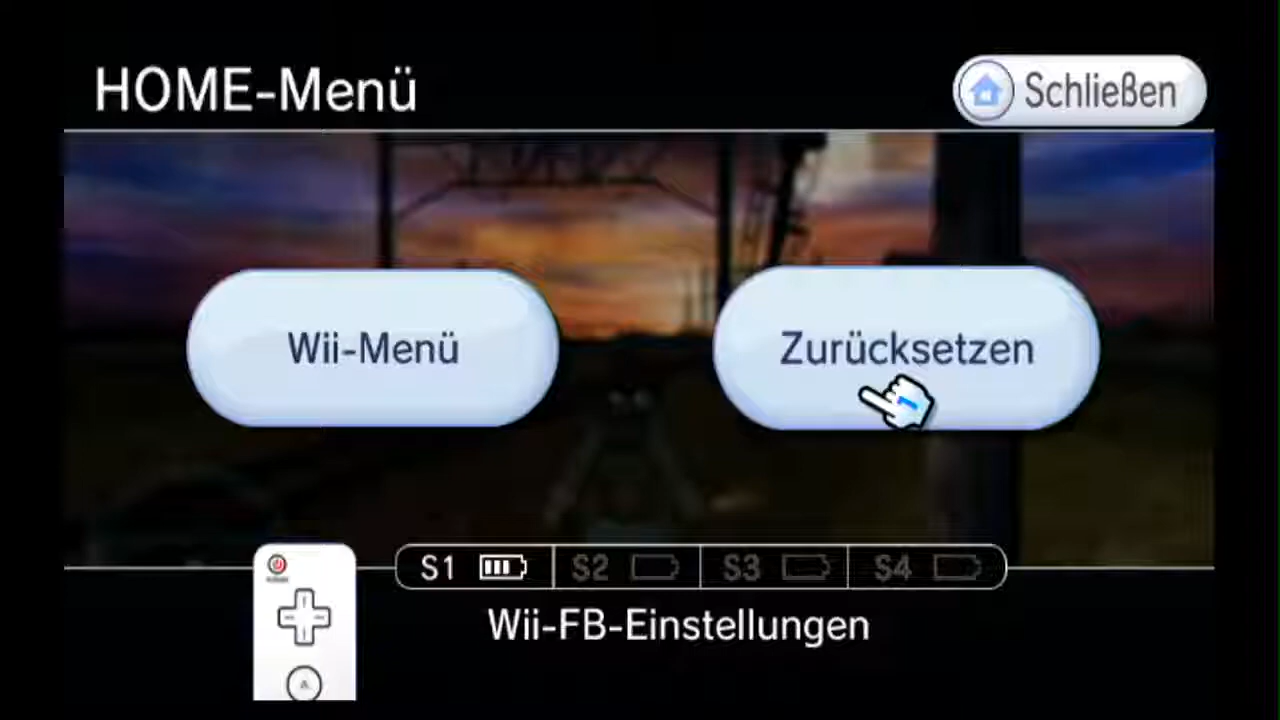 HOME-Menü
Schließen
Wii-Menü
Zurücksetzen
S1 S2 S3 S4
Wii-FB-Einstellungen
A